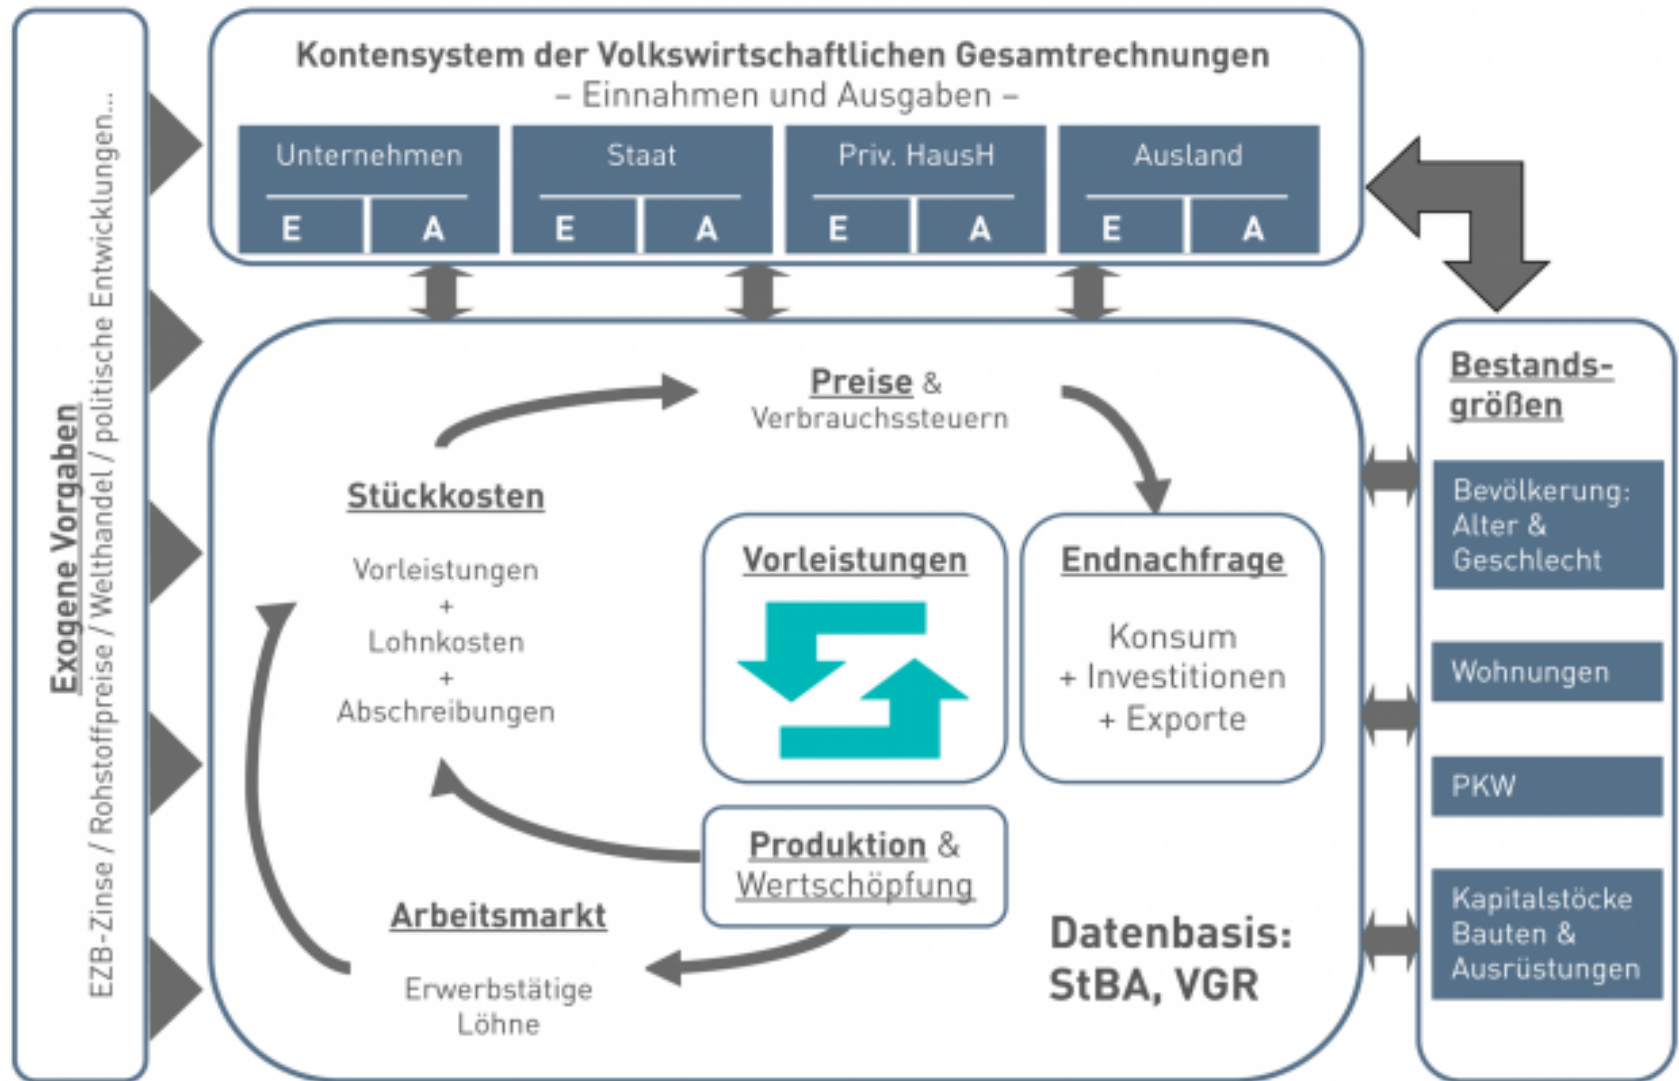 Exogene Vorgaben
EZB-Zinse / Rohstoffpreise / Welthandel / politische Entwicklungen...
Kontensystem der Volkswirtschaftlichen Gesamtrechnungen
– Einnahmen und Ausgaben –
Unternehmen
E A
Staat
E A
Priv. HausH
E A
Ausland
E A
Preise &
Verbrauchssteuern
Stückkosten
Vorleistungen
+
Lohnkosten
+
Abschreibungen
Vorleistungen
Endnachfrage
Konsum
+ Investitionen
+ Exporte
Produktion &
Wertschöpfung
Arbeitsmarkt
Erwerbstätige
Löhne
Datenbasis:
StBA, VGR
Bestands-
größen
Bevölkerung:
Alter &
Geschlecht
Wohnungen
PKW
Kapitalstöcke
Bauten &
Ausrüstungen